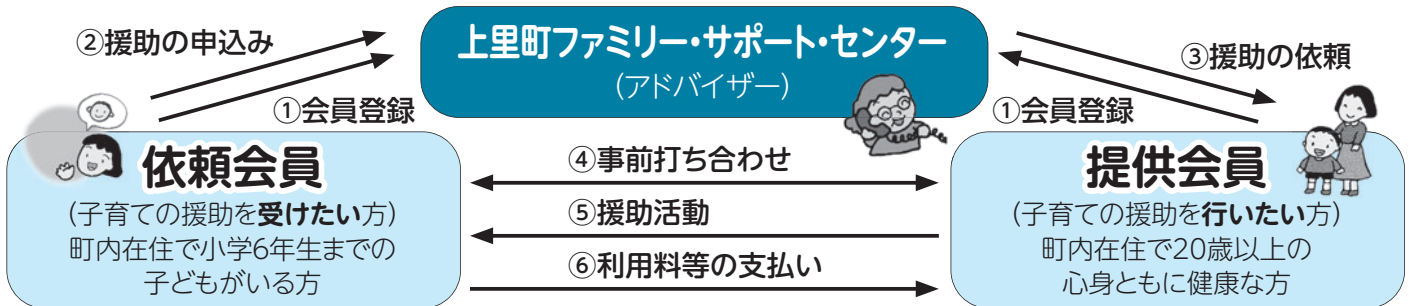 ②援助の申込み
①会員登録
上里町ファミリー・サポート・センター
(アドバイザー)
③援助の依頼
①会員登録
依頼会員
(子育ての援助を受けたい方)
町内在住で小学6年生までの
子どもがいる方
④事前打ち合わせ
⑤援助活動
⑥利用料等の支払い
提供会員
(子育ての援助を行いたい方)
町内在住で20歳以上の
心身ともに健康な方